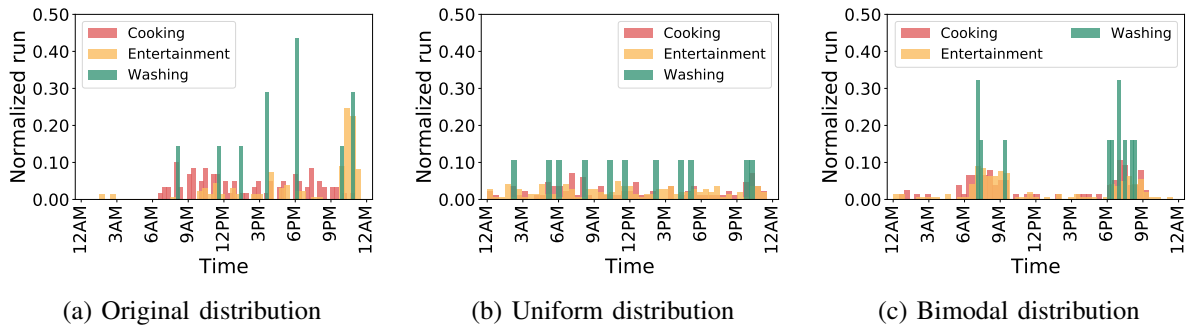 Normalized run
0.50
0.40
0.30
0.20
0.10
0.00
Cooking
Entertainment
Washing
12AM
3AM
6AM
9AM
12PM
3PM
6PM
9PM
12AM
Time
(a) Original distribution
Normalized run
0.50
0.40
0.30
0.20
0.10
0.00
Cooking
Entertainment
Washing
12AM
3AM
6AM
9AM
12PM
3PM
6PM
9PM
12AM
Time
(b) Uniform distribution
Normalized run
0.50
0.40
0.30
0.20
0.10
0.00
Cooking
Entertainment
Washing
12AM
3AM
6AM
9AM
12PM
3PM
6PM
9PM
12AM
Time
(c) Bimodal distribution